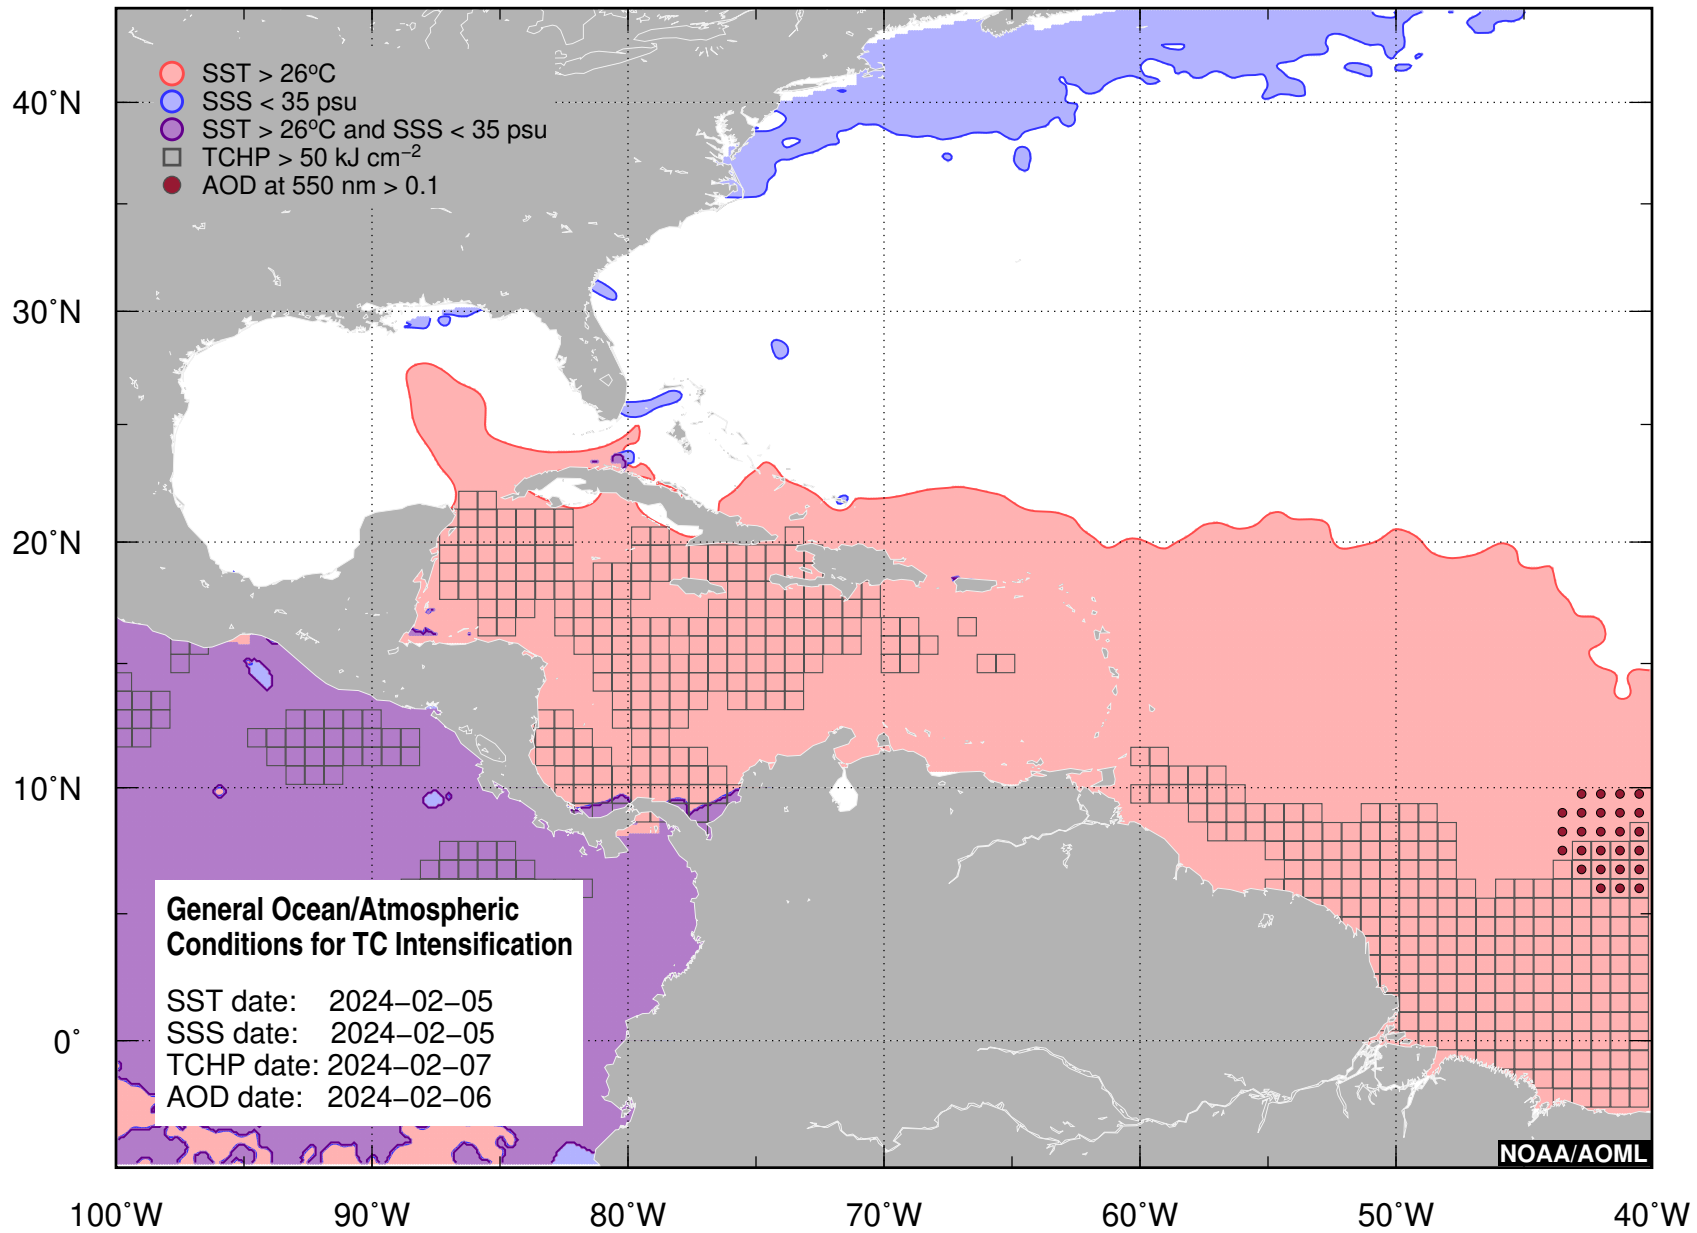 SST > 26°C
SSS < 35 psu
SST > 26°C and SSS < 35 psu
TCHP > 50 kJ cm⁻²
AOD at 550 nm > 0.1
40°N
30°N
20°N
10°N
0°
General Ocean/Atmospheric
Conditions for TC Intensification
SST date: 2024−02−05
SSS date: 2024−02−05
TCHP date: 2024−02−07
AOD date: 2024−02−06
NOAA/AOML
100°W 90°W 80°W 70°W 60°W 50°W 40°W